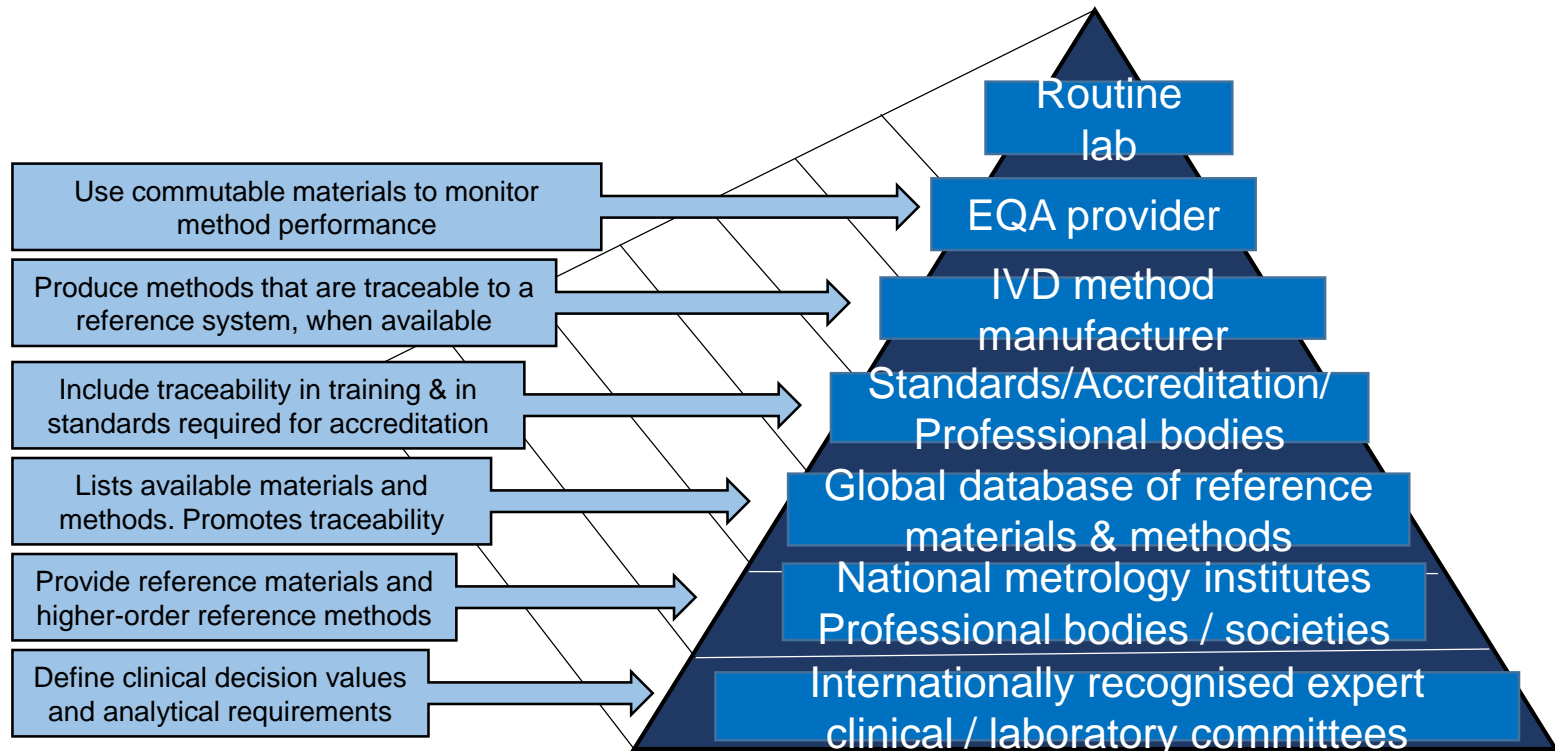 Routine
lab
Use commutable materials to monitor
method performance
EQA provider
Produce methods that are traceable to a
reference system, when available
IVD method
manufacturer
Include traceability in training & in
standards required for accreditation
Standards/Accreditation/
Professional bodies
Lists available materials and
methods. Promotes traceability
Global database of reference
materials & methods
Provide reference materials and
higher-order reference methods
National metrology institutes
Professional bodies / societies
Define clinical decision values
and analytical requirements
Internationally recognised expert
clinical / laboratory committees